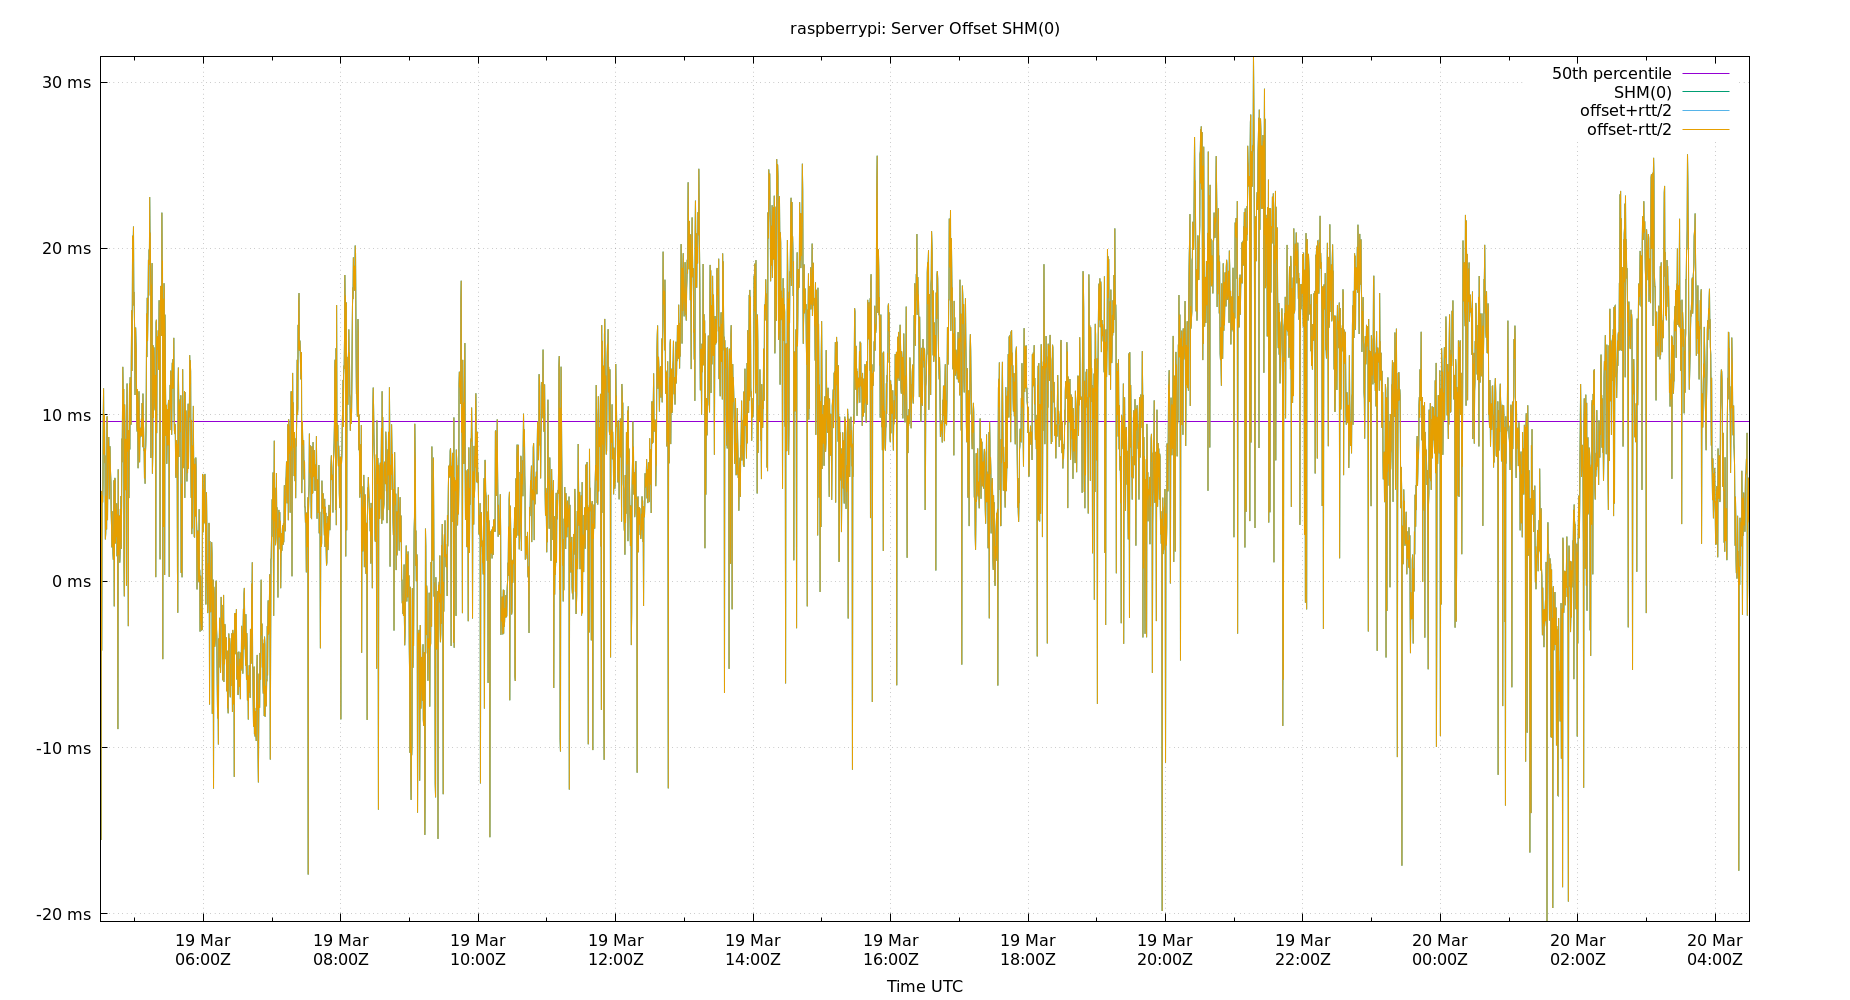 raspberrypi: Server Offset SHM(0)
50th percentile
SHM(0)
offset+rtt/2
offset-rtt/2
30 ms
20 ms
10 ms
0 ms
-10 ms
-20 ms
19 Mar 19 Mar 19 Mar 19 Mar 19 Mar 19 Mar 19 Mar 19 Mar 19 Mar 20 Mar 20 Mar 20 Mar
06:00Z 08:00Z 10:00Z 12:00Z 14:00Z 16:00Z 18:00Z 20:00Z 22:00Z 00:00Z 02:00Z 04:00Z
Time UTC